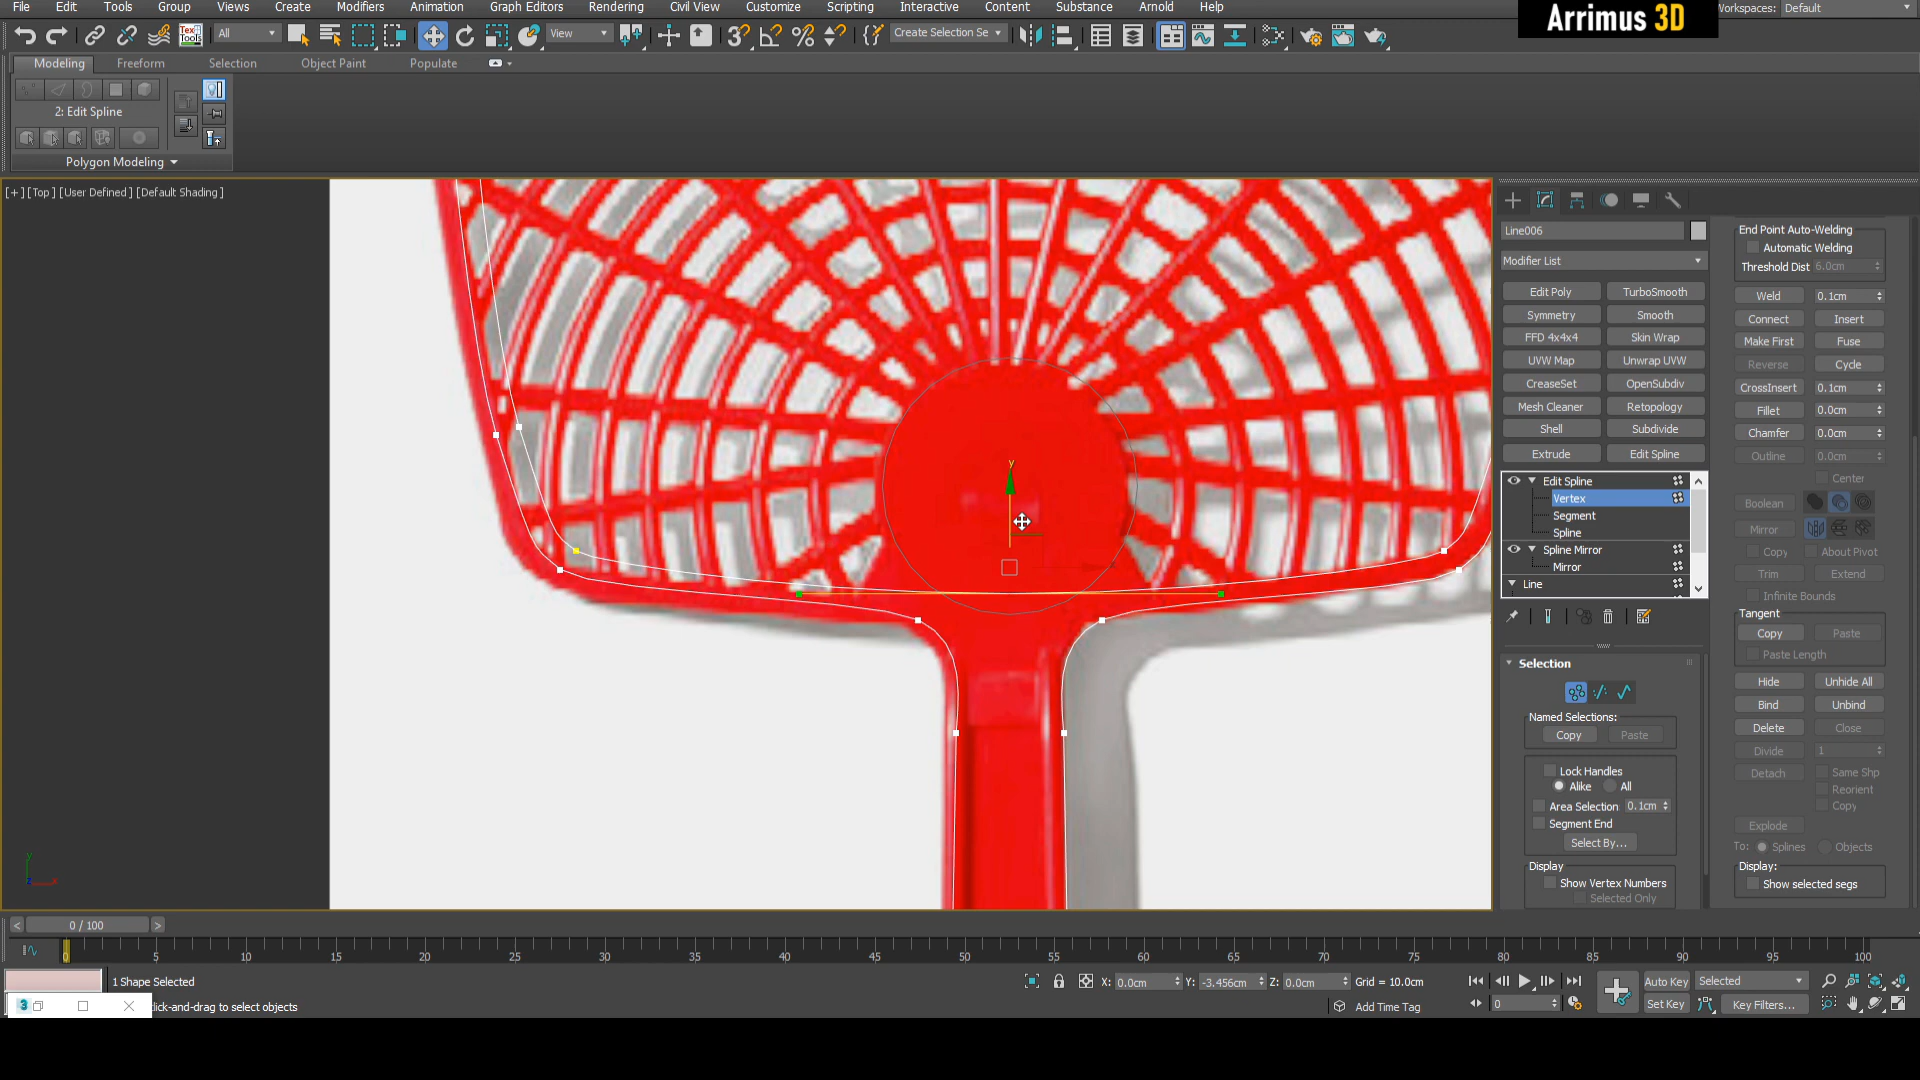 File Edit Tools Group Views Create Modifiers Animation Graph Editors Rendering Civil View Customize Scripting Interactive Content Substance Arnold Help
Arrimus 3D
Workspaces: Default
Tex Tools
All
View
Create Selection Se
Modeling Freeform Selection Object Paint Populate
2: Edit Spline
Polygon Modeling
[+] [Top] [User Defined] [Default Shading]
y
Line006
Modifier List
Edit Poly TurboSmooth
Symmetry Smooth
FFD 4x4x4 Skin Wrap
UVW Map Unwrap UVW
CreaseSet OpenSubdiv
Mesh Cleaner Retopology
Shell Subdivide
Extrude Edit Spline
Edit Spline
Vertex
Segment
Spline
Spline Mirror
Mirror
Line
Selection
Named Selections:
Copy Paste
Lock Handles
Alike All
Area Selection 0.1cm
Segment End
Select By...
Display
Show Vertex Numbers
Selected Only
End Point Auto-Welding
Automatic Welding
Threshold Dist 6.0cm
Weld 0.1cm
Connect Insert
Make First Fuse
Reverse Cycle
CrossInsert 0.1cm
Fillet 0.0cm
Chamfer 0.0cm
Outline 0.0cm
Center
Boolean
Mirror
Copy About Pivot
Trim Extend
Infinite Bounds
Tangent
Copy Paste
Paste Length
Hide Unhide All
Bind Unbind
Delete Close
Divide 1
Detach Same Shp
Reorient
Copy
Explode
To: Splines Objects
Display:
Show selected segs
0 / 100
0 5 10 15 20 25 30 35 40 45 50 55 60 65 70 75 80 85 90 95 100
1 Shape Selected
X: 0.0cm Y: -3.456cm Z: 0.0cm Grid = 10.0cm
Auto Key Selected
3
click-and-drag to select objects
Add Time Tag
0
Set Key Key Filters...